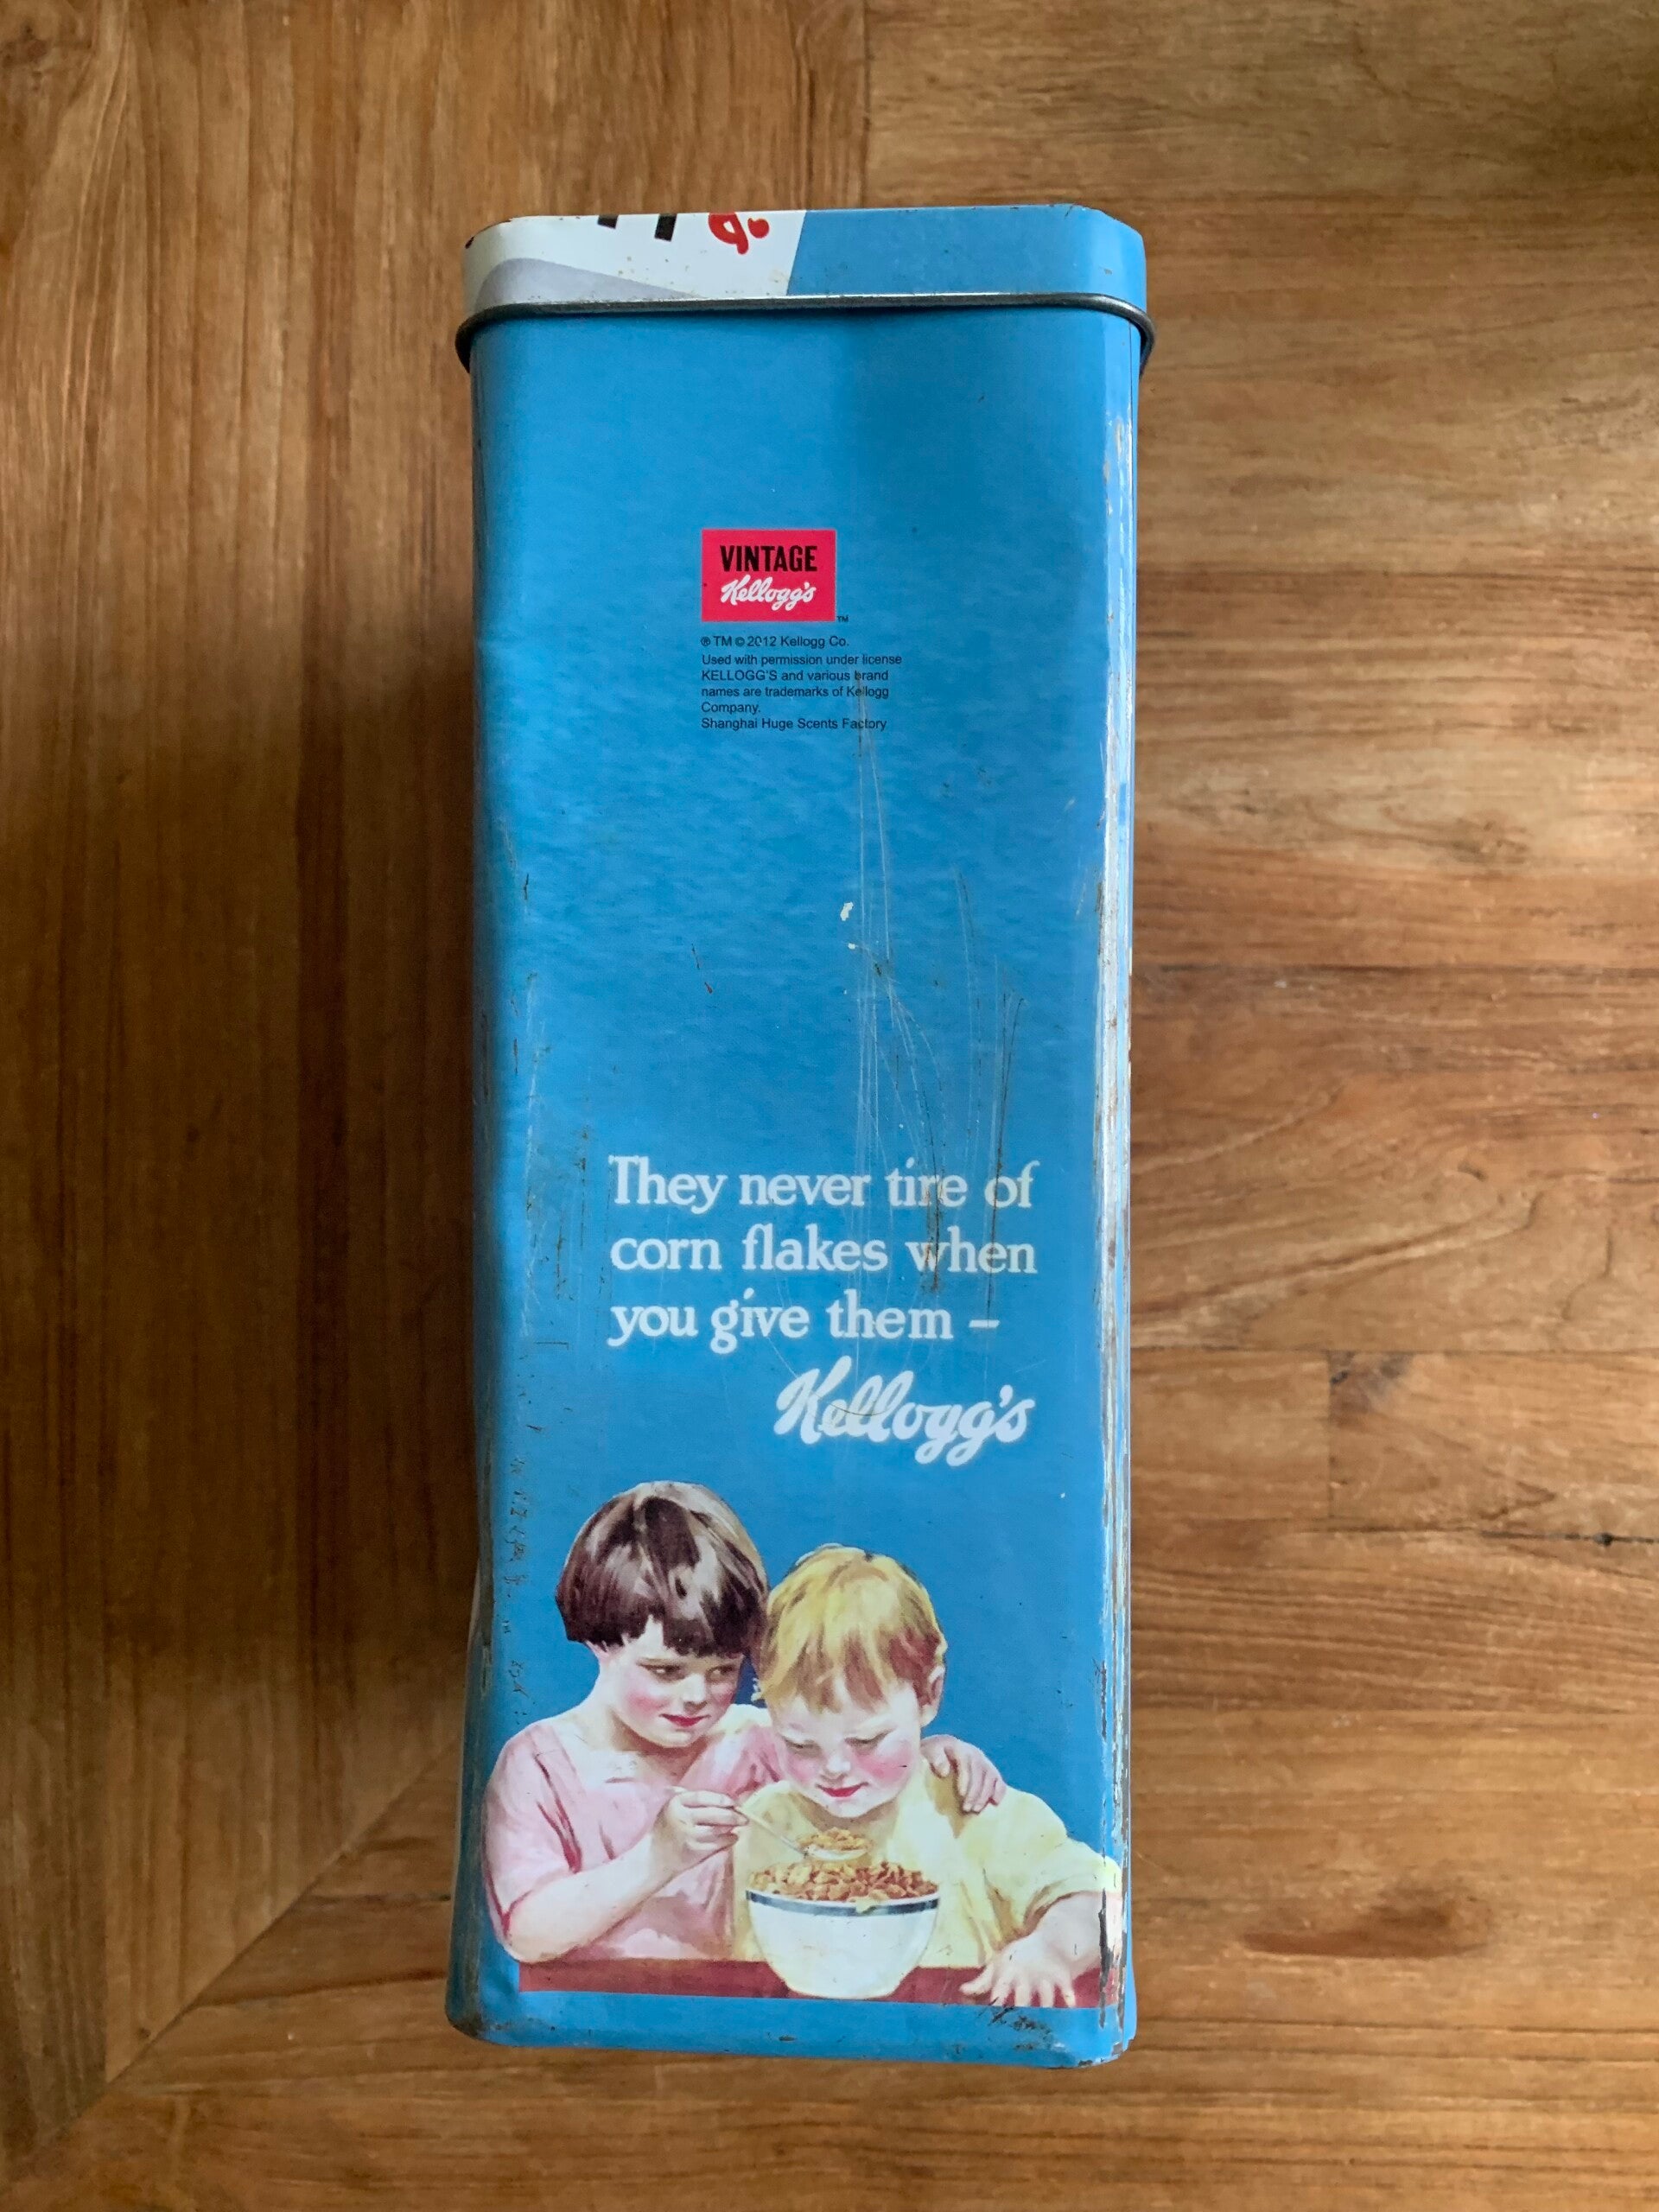 VINTAGE
Kellogg's
TM
® TM © 2012 Kellogg Co.
Used with permission under license
KELLOGG'S and various brand
names are trademarks of Kellogg
Company.
Shanghai Huge Scents Factory
They never tire of
corn flakes when
you give them –
Kellogg's